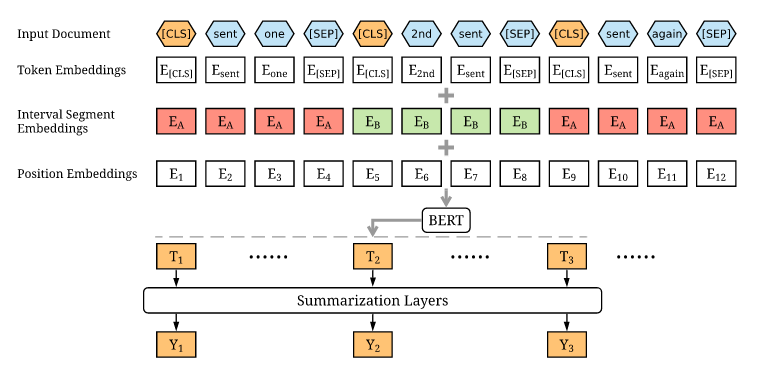 Input Document [CLS] sent one [SEP] [CLS] 2nd sent [SEP] [CLS] sent again [SEP]
Token Embeddings E[CLS] Esent Eone E[SEP] E[CLS] E2nd Esent E[SEP] E[CLS] Esent Eagain E[SEP]
+
Interval Segment
Embeddings EA EA EA EA EB EB EB EB EA EA EA EA
+
Position Embeddings E1 E2 E3 E4 E5 E6 E7 E8 E9 E10 E11 E12
BERT
T1 ...... T2 ...... T3 ......
Summarization Layers
Y1 Y2 Y3